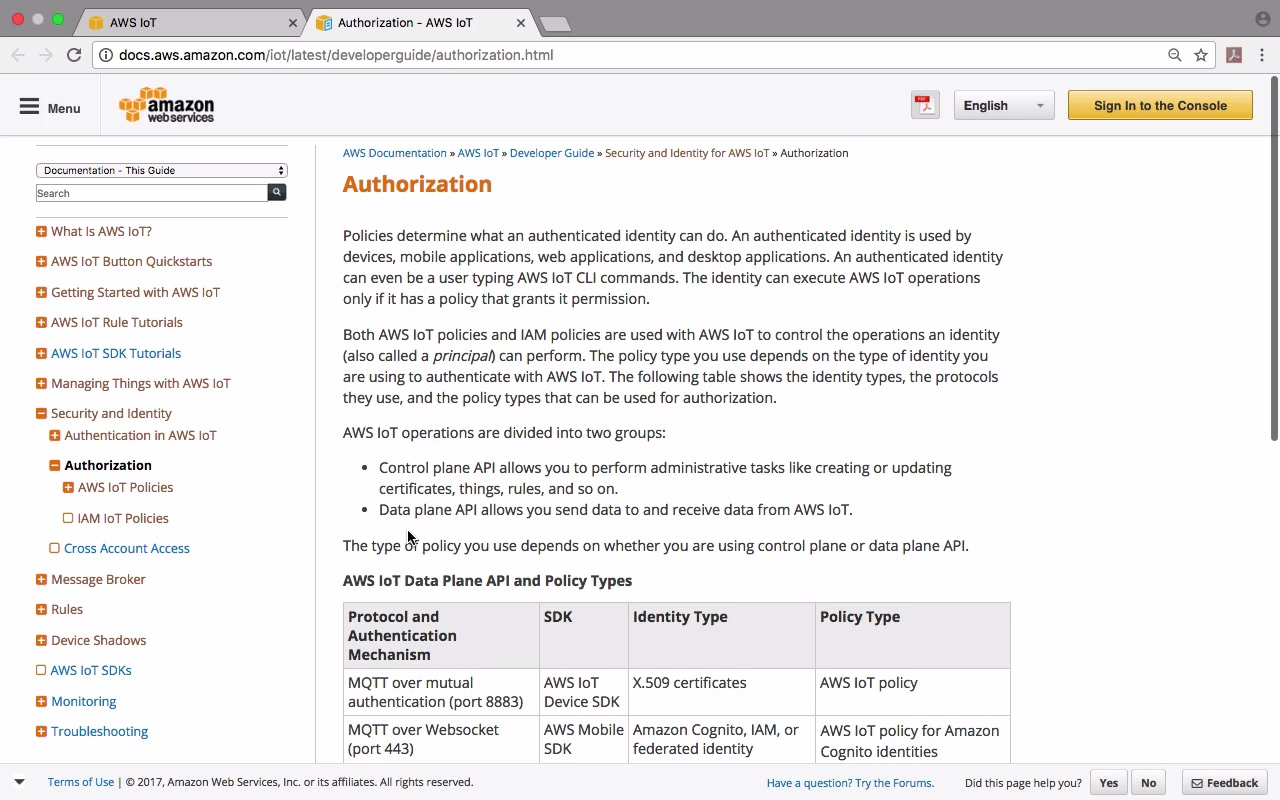 AWS IoT
Authorization - AWS IoT
docs.aws.amazon.com/iot/latest/developerguide/authorization.html
Menu
amazon
web services
English
Sign In to the Console
Documentation - This Guide
Search
What Is AWS IoT?
AWS IoT Button Quickstarts
Getting Started with AWS IoT
AWS IoT Rule Tutorials
AWS IoT SDK Tutorials
Managing Things with AWS IoT
Security and Identity
Authentication in AWS IoT
Authorization
AWS IoT Policies
IAM IoT Policies
Cross Account Access
Message Broker
Rules
Device Shadows
AWS IoT SDKs
Monitoring
Troubleshooting
AWS Documentation » AWS IoT » Developer Guide » Security and Identity for AWS IoT » Authorization
Authorization
Policies determine what an authenticated identity can do. An authenticated identity is used by
devices, mobile applications, web applications, and desktop applications. An authenticated identity
can even be a user typing AWS IoT CLI commands. The identity can execute AWS IoT operations
only if it has a policy that grants it permission.
Both AWS IoT policies and IAM policies are used with AWS IoT to control the operations an identity
(also called a principal) can perform. The policy type you use depends on the type of identity you
are using to authenticate with AWS IoT. The following table shows the identity types, the protocols
they use, and the policy types that can be used for authorization.
AWS IoT operations are divided into two groups:
• Control plane API allows you to perform administrative tasks like creating or updating
certificates, things, rules, and so on.
• Data plane API allows you send data to and receive data from AWS IoT.
The type of policy you use depends on whether you are using control plane or data plane API.
AWS IoT Data Plane API and Policy Types
Protocol and
Authentication
Mechanism
SDK
Identity Type
Policy Type
MQTT over mutual
authentication (port 8883)
AWS IoT
Device SDK
X.509 certificates
AWS IoT policy
MQTT over Websocket
(port 443)
AWS Mobile
SDK
Amazon Cognito, IAM, or
federated identity
AWS IoT policy for Amazon
Cognito identities
Terms of Use | © 2017, Amazon Web Services, Inc. or its affiliates. All rights reserved.
Have a question? Try the Forums.
Did this page help you?
Yes
No
Feedback